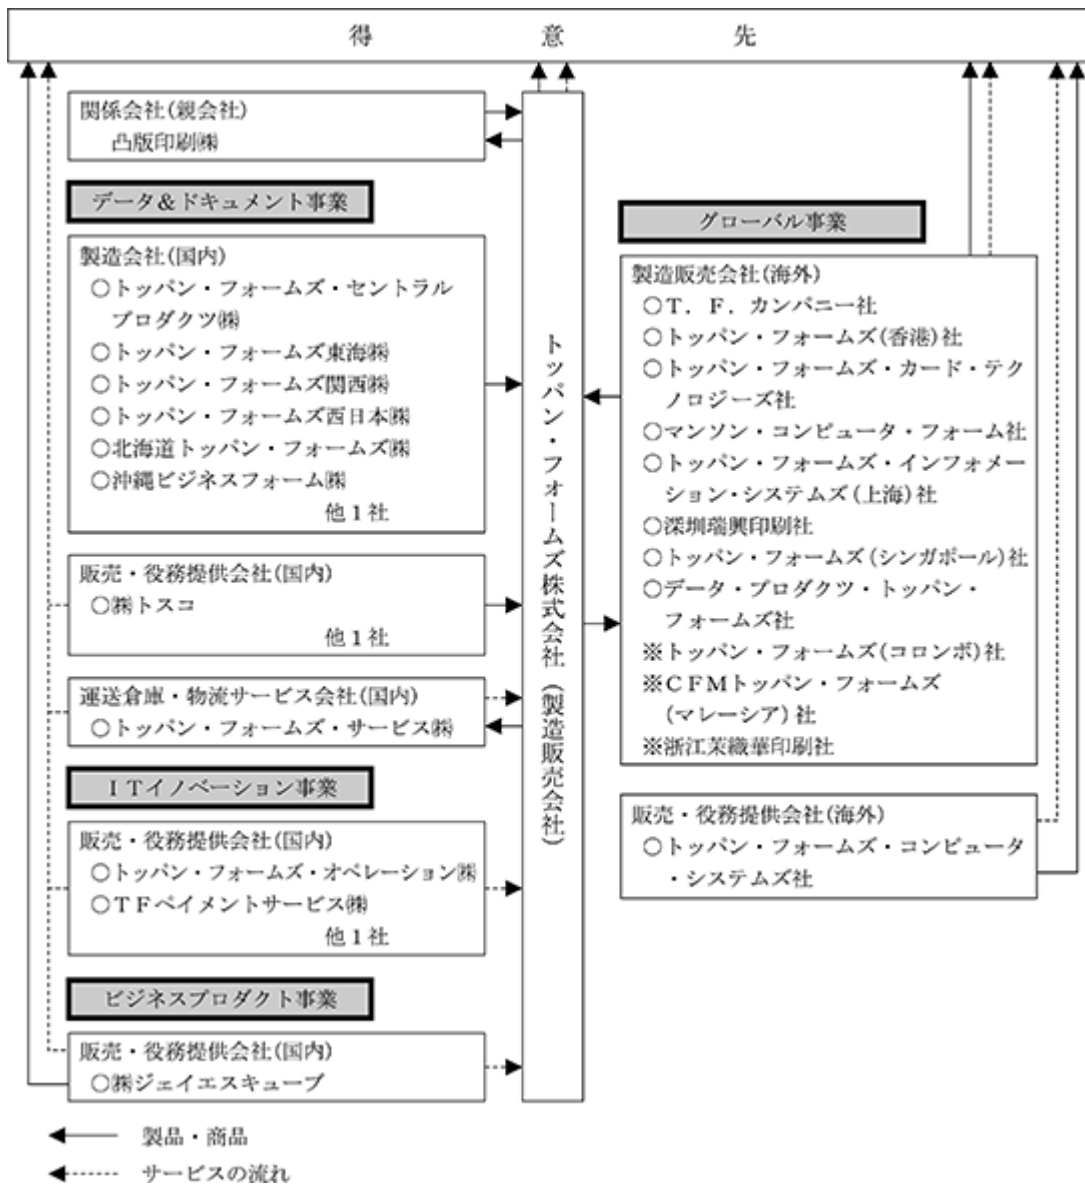 得意先
関係会社(親会社)
凸版印刷㈱
データ&ドキュメント事業
製造会社(国内)
○トッパン・フォームズ・セントラル
プロダクツ㈱
○トッパン・フォームズ東海㈱
○トッパン・フォームズ関西㈱
○トッパン・フォームズ西日本㈱
○北海道トッパン・フォームズ㈱
○沖縄ビジネスフォーム㈱
他1社
販売・役務提供会社(国内)
○㈱トスコ
他1社
運送倉庫・物流サービス会社(国内)
○トッパン・フォームズ・サービス㈱
ITイノベーション事業
販売・役務提供会社(国内)
○トッパン・フォームズ・オペレーション㈱
○TFペイメントサービス㈱
他1社
ビジネスプロダクト事業
販売・役務提供会社(国内)
○㈱ジェイエスキューブ
トッパン・フォームズ株式会社(製造販売会社)
グローバル事業
製造販売会社(海外)
○T.F.カンパニー社
○トッパン・フォームズ(香港)社
○トッパン・フォームズ・カード・テク
ノロジーズ社
○マンソン・コンピュータ・フォーム社
○トッパン・フォームズ・インフォメー
ション・システムズ(上海)社
○深圳瑞興印刷社
○トッパン・フォームズ(シンガポール)社
○データ・プロダクツ・トッパン・
フォームズ社
※トッパン・フォームズ(コロンボ)社
※CFMトッパン・フォームズ
(マレーシア)社
※浙江茉織華印刷社
販売・役務提供会社(海外)
○トッパン・フォームズ・コンピュータ
・システムズ社
製品・商品
サービスの流れ